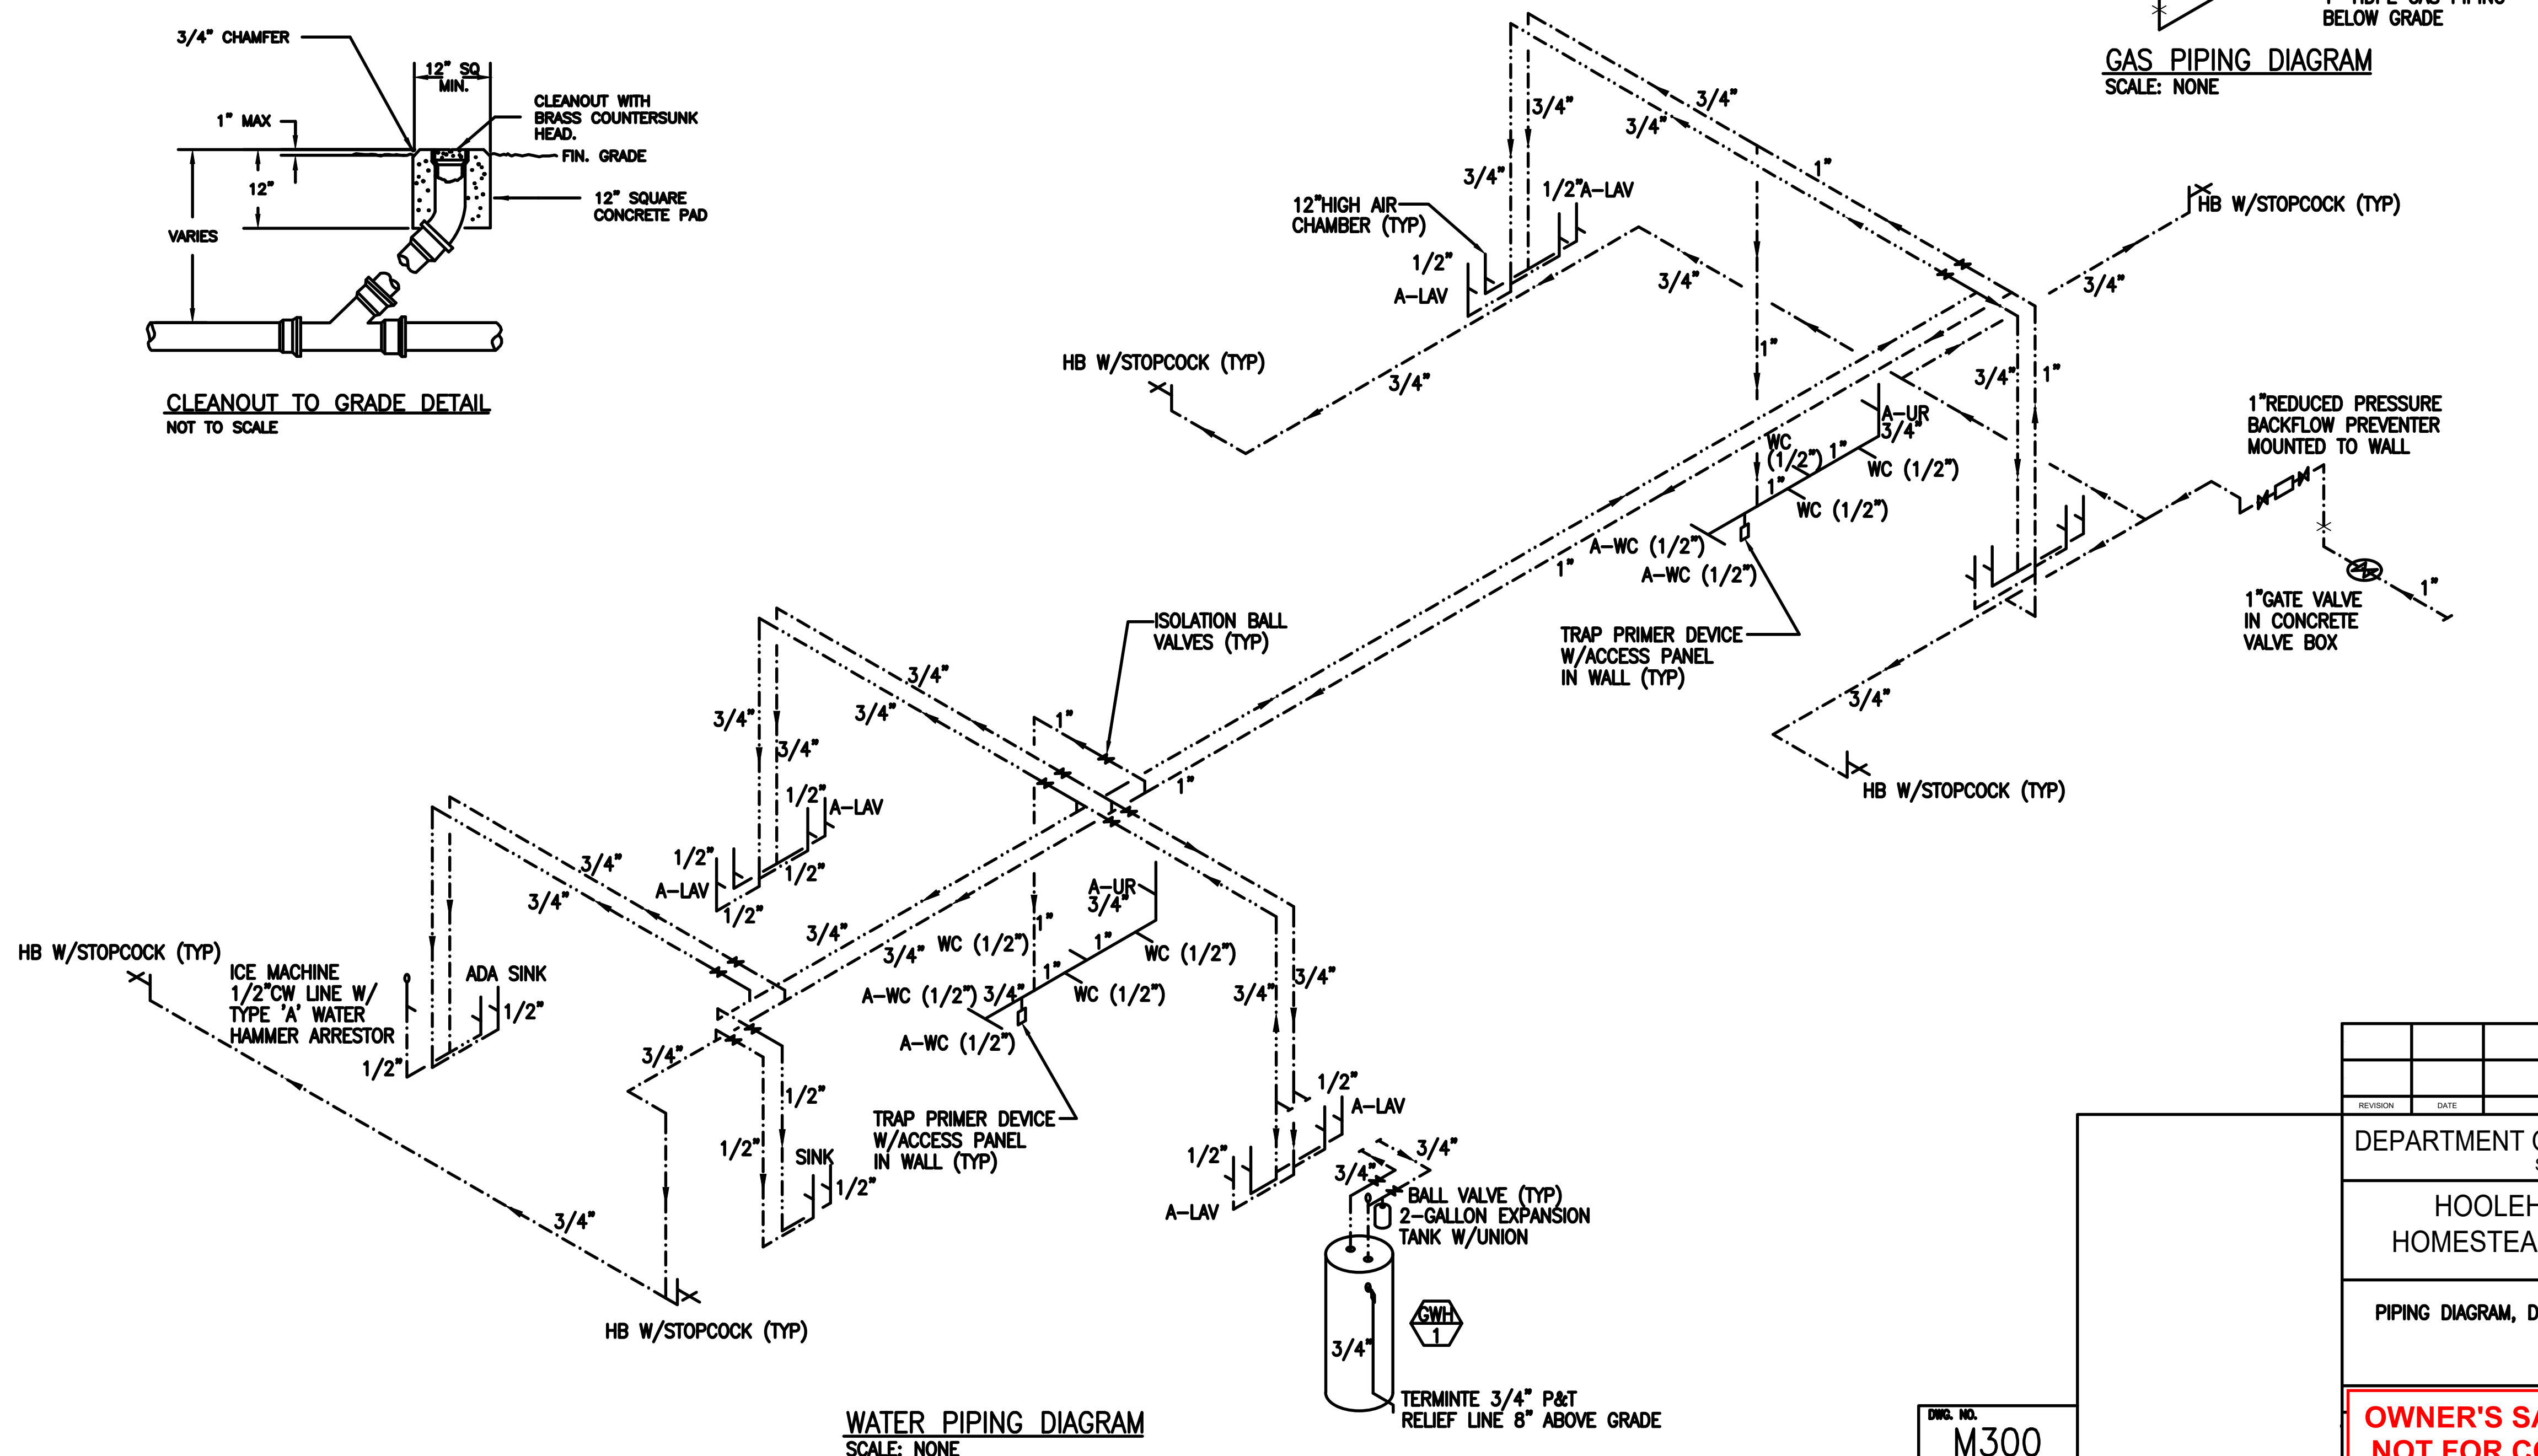 3/4" CHAMFER
12" SQ
MIN.
CLEANOUT WITH
BRASS COUNTERSUNK
HEAD.
1" MAX
FIN. GRADE
12"
12" SQUARE
CONCRETE PAD
VARIES
CLEANOUT TO GRADE DETAIL
NOT TO SCALE
BELOW GRADE
GAS PIPING DIAGRAM
SCALE: NONE
3/4"
3/4"
3/4"
3/4"
1"
1/2"
A-LAV
12"HIGH AIR
CHAMBER (TYP)
1/2"
A-LAV
3/4"
HB W/STOPCOCK (TYP)
3/4"
HB W/STOPCOCK (TYP)
3/4"
1"
3/4"
1"
A-UR
3/4"
WC
(1/2")
1"
WC (1/2")
1"
WC (1/2")
A-WC (1/2")
A-WC (1/2")
1"
1"REDUCED PRESSURE
BACKFLOW PREVENTER
MOUNTED TO WALL
1"
1"GATE VALVE
IN CONCRETE
VALVE BOX
TRAP PRIMER DEVICE
W/ACCESS PANEL
IN WALL (TYP)
3/4"
HB W/STOPCOCK (TYP)
ISOLATION BALL
VALVES (TYP)
3/4"
3/4"
3/4"
3/4"
1"
1"
1/2"
A-LAV
1/2"
A-LAV
1/2"
1/2"
3/4"
3/4"
3/4"
3/4"
A-UR
3/4"
1"
WC (1/2")
1"
WC (1/2")
1"
WC (1/2")
A-WC (1/2")
3/4"
A-WC (1/2")
3/4"
3/4"
HB W/STOPCOCK (TYP)
ICE MACHINE
1/2"CW LINE W/
TYPE 'A' WATER
HAMMER ARRESTOR
ADA SINK
1/2"
1/2"
3/4"
1/2"
1/2"
SINK
1/2"
TRAP PRIMER DEVICE
W/ACCESS PANEL
IN WALL (TYP)
1/2"
A-LAV
1/2"
A-LAV
3/4"
3/4"
BALL VALVE (TYP)
2-GALLON EXPANSION
TANK W/UNION
3/4"
HB W/STOPCOCK (TYP)
GWH
1
3/4"
TERMINTE 3/4" P&T
RELIEF LINE 8" ABOVE GRADE
WATER PIPING DIAGRAM
SCALE: NONE
REVISION DATE
DEPARTMENT
HOOLEH
HOMESTEA
PIPING DIAGRAM, D
DWG. NO.
M300
OWNER'S SA
NOT FOR CO